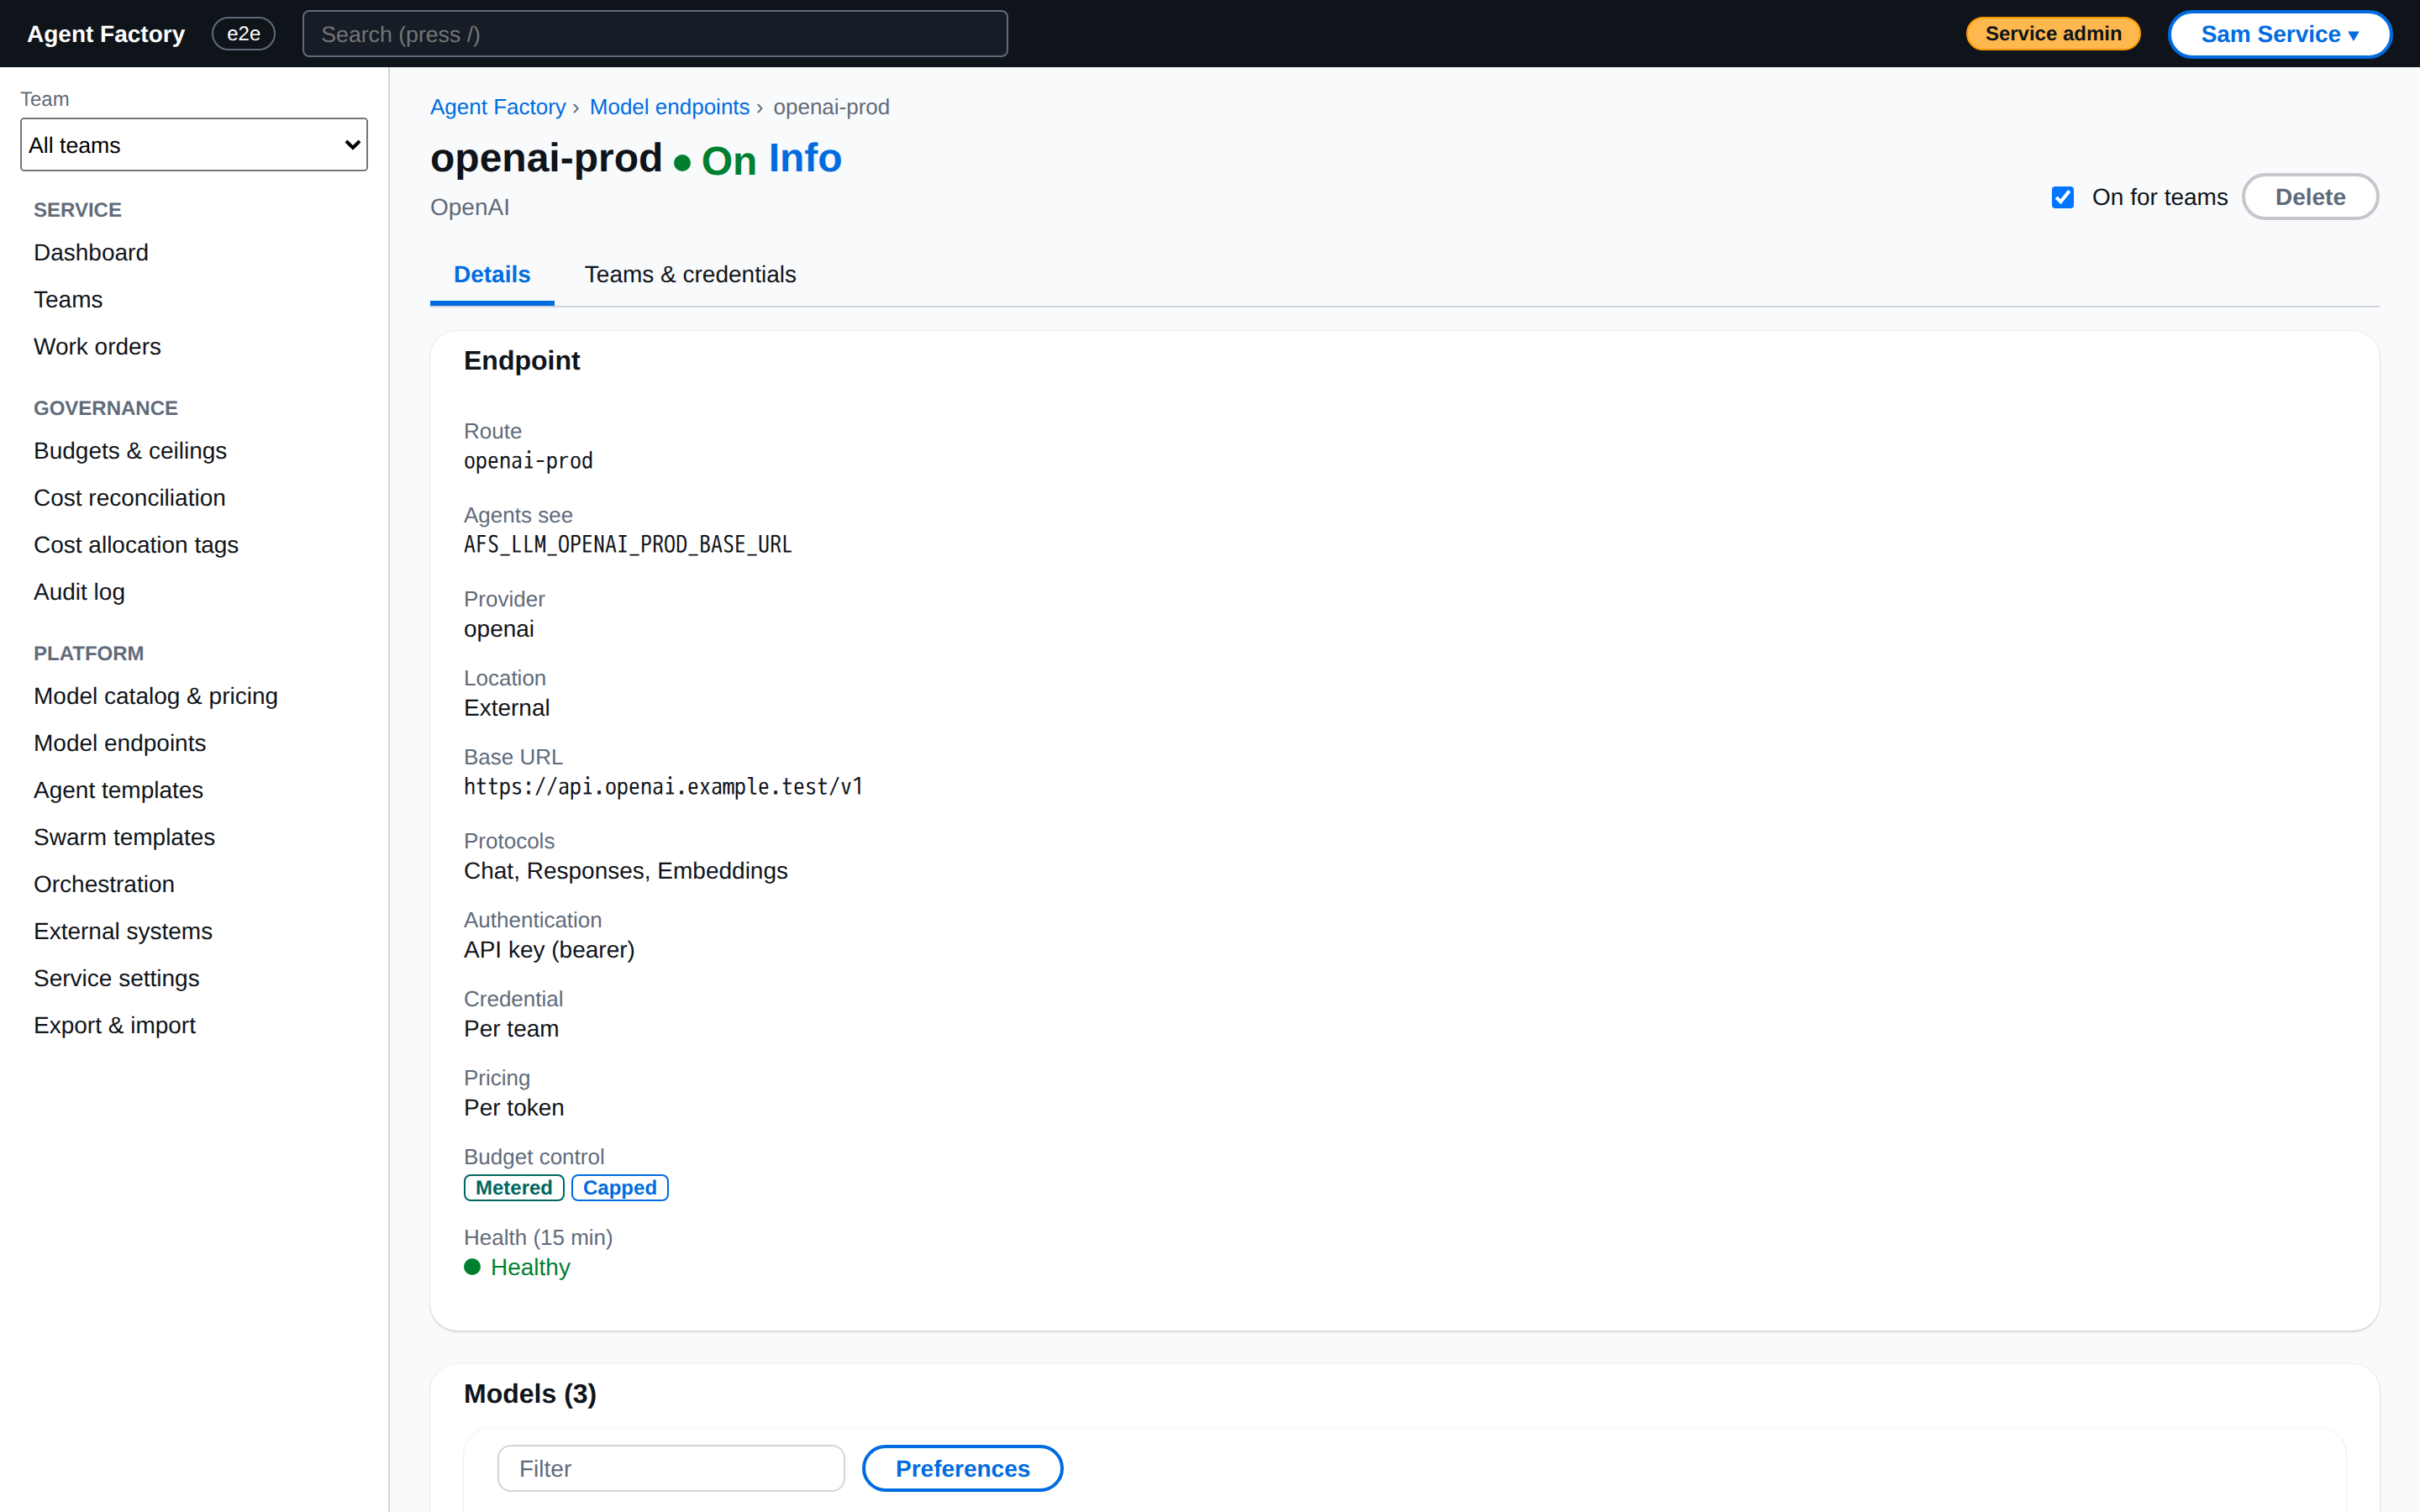 Agent Factory
e2e
Search (press /)
Service admin
Sam Service ▾
Team
All teams
SERVICE
Dashboard
Teams
Work orders
GOVERNANCE
Budgets & ceilings
Cost reconciliation
Cost allocation tags
Audit log
PLATFORM
Model catalog & pricing
Model endpoints
Agent templates
Swarm templates
Orchestration
External systems
Service settings
Export & import
Agent Factory › Model endpoints › openai-prod
openai-prod ● On Info
OpenAI
On for teams
Delete
Details
Teams & credentials
Endpoint
Route
openai-prod
Agents see
AFS_LLM_OPENAI_PROD_BASE_URL
Provider
openai
Location
External
Base URL
https://api.openai.example.test/v1
Protocols
Chat, Responses, Embeddings
Authentication
API key (bearer)
Credential
Per team
Pricing
Per token
Budget control
Metered Capped
Health (15 min)
Healthy
Models (3)
Filter
Preferences